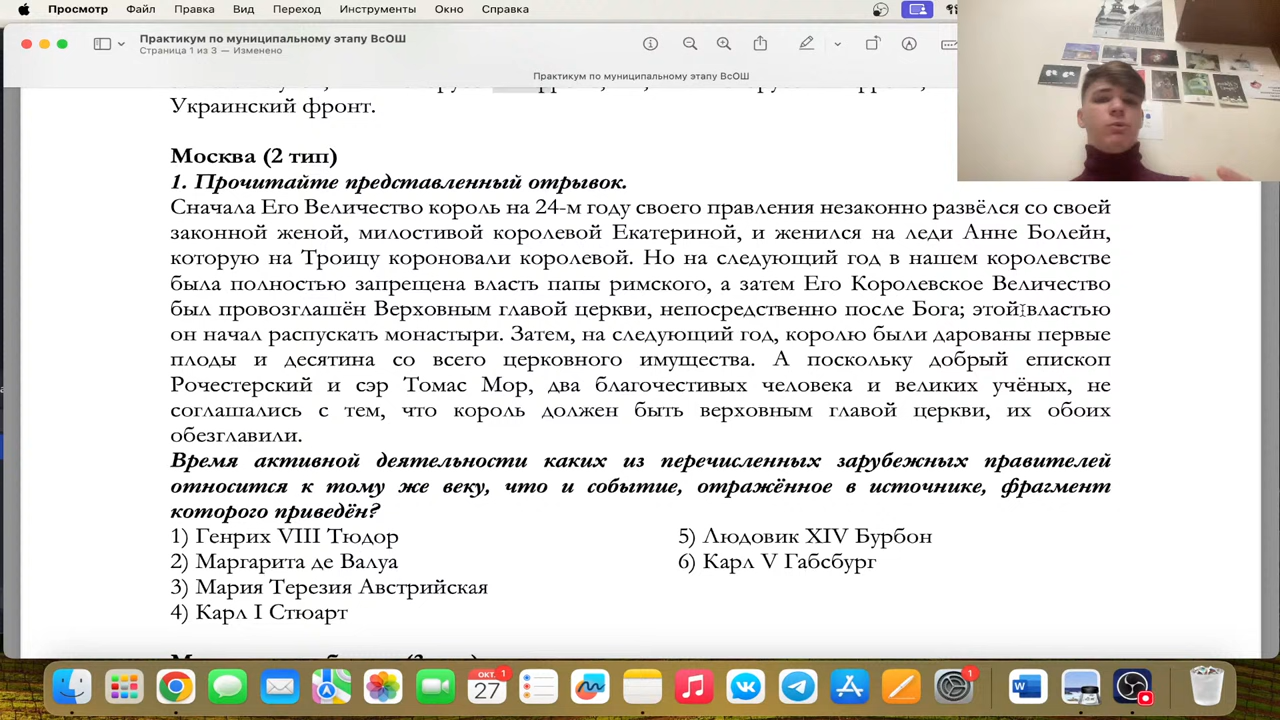 Просмотр Файл Правка Вид Переход Инструменты Окно Справка
Практикум по муниципальному этапу ВсОШ
Страница 1 из 3 — Изменено
Практикум по муниципальному этапу ВсОШ
Украинский фронт.
Москва (2 тип)
1. Прочитайте представленный отрывок.
Сначала Его Величество король на 24-м году своего правления незаконно развёлся со своей
законной женой, милостивой королевой Екатериной, и женился на леди Анне Болейн,
которую на Троицу короновали королевой. Но на следующий год в нашем королевстве
была полностью запрещена власть папы римского, а затем Его Королевское Величество
был провозглашён Верховным главой церкви, непосредственно после Бога; этой властью
он начал распускать монастыри. Затем, на следующий год, королю были дарованы первые
плоды и десятина со всего церковного имущества. А поскольку добрый епископ
Рочестерский и сэр Томас Мор, два благочестивых человека и великих учёных, не
соглашались с тем, что король должен быть верховным главой церкви, их обоих
обезглавили.
Время активной деятельности каких из перечисленных зарубежных правителей
относится к тому же веку, что и событие, отражённое в источнике, фрагмент
которого приведён?
1) Генрих VIII Тюдор
2) Маргарита де Валуа
3) Мария Терезия Австрийская
4) Карл I Стюарт
5) Людовик XIV Бурбон
6) Карл V Габсбург
ОКТ. 1
27
1